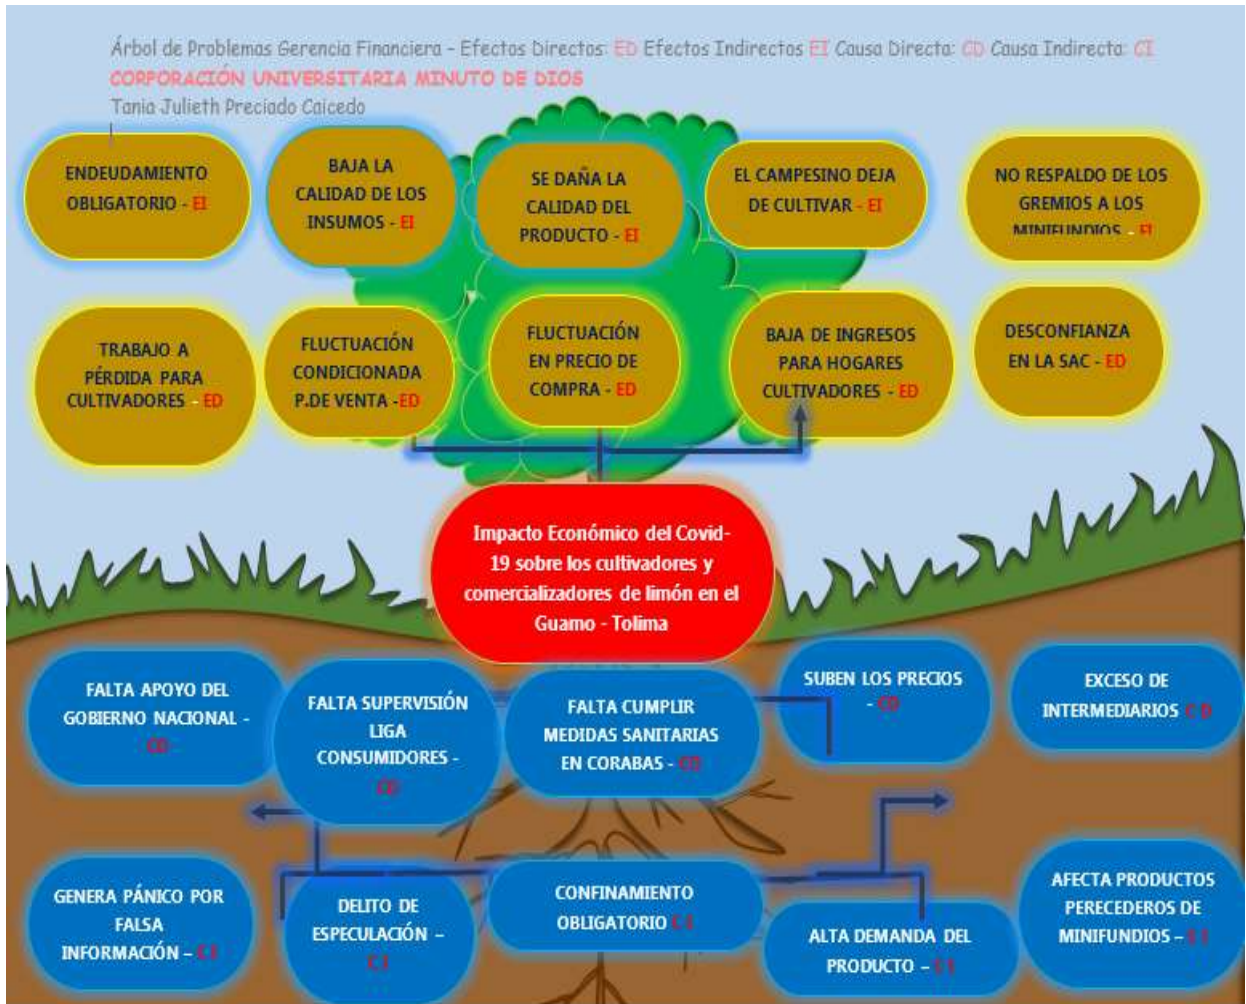 Árbol de Problemas Gerencia Financiera – Efectos Directos: ED Efectos Indirectos EI Causa Directa: CD Causa Indirecta: CI
CORPORACIÓN UNIVERSITARIA MINUTO DE DIOS
Tania Julieth Preciado Caicedo
ENDEUDAMIENTO
OBLIGATORIO - EI
BAJA LA
CALIDAD DE LOS
INSUMOS - EI
SE DAÑA LA
CALIDAD DEL
PRODUCTO - EI
EL CAMPESINO DEJA
DE CULTIVAR - EI
NO RESPALDO DE LOS
GREMIOS A LOS
MINIFUNDIOS - EI
TRABAJO A
PÉRDIDA PARA
CULTIVADORES - ED
FLUCTUACIÓN
CONDICIONADA
P.DE VENTA -ED
FLUCTUACIÓN
EN PRECIO DE
COMPRA - ED
BAJA DE INGRESOS
PARA HOGARES
CULTIVADORES - ED
DESCONFIANZA
EN LA SAC - ED
Impacto Económico del Covid-
19 sobre los cultivadores y
comercializadores de limón en el
Guamo - Tolima
FALTA APOYO DEL
GOBIERNO NACIONAL -
CD
FALTA SUPERVISIÓN
LIGA
CONSUMIDORES -
CD
FALTA CUMPLIR
MEDIDAS SANITARIAS
EN CORABAS - CD
SUBEN LOS PRECIOS
- CD
EXCESO DE
INTERMEDIARIOS C D
GENERA PÁNICO POR
FALSA
INFORMACIÓN – C I
DELITO DE
ESPECULACIÓN –
C I
CONFINAMIENTO
OBLIGATORIO C I
ALTA DEMANDA DEL
PRODUCTO – C I
AFECTA PRODUCTOS
PERECEDEROS DE
MINIFUNDIOS – C I